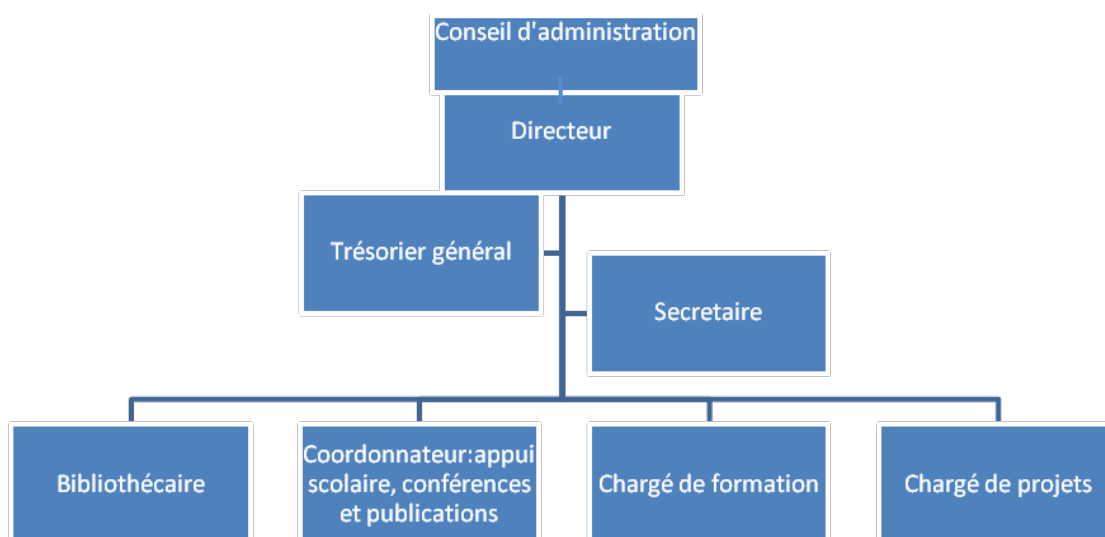 Conseil d'administration
Directeur
Trésorier général
Secretaire
Bibliothécaire
Coordonnateur:appui
scolaire, conférences
et publications
Chargé de formation
Chargé de projets